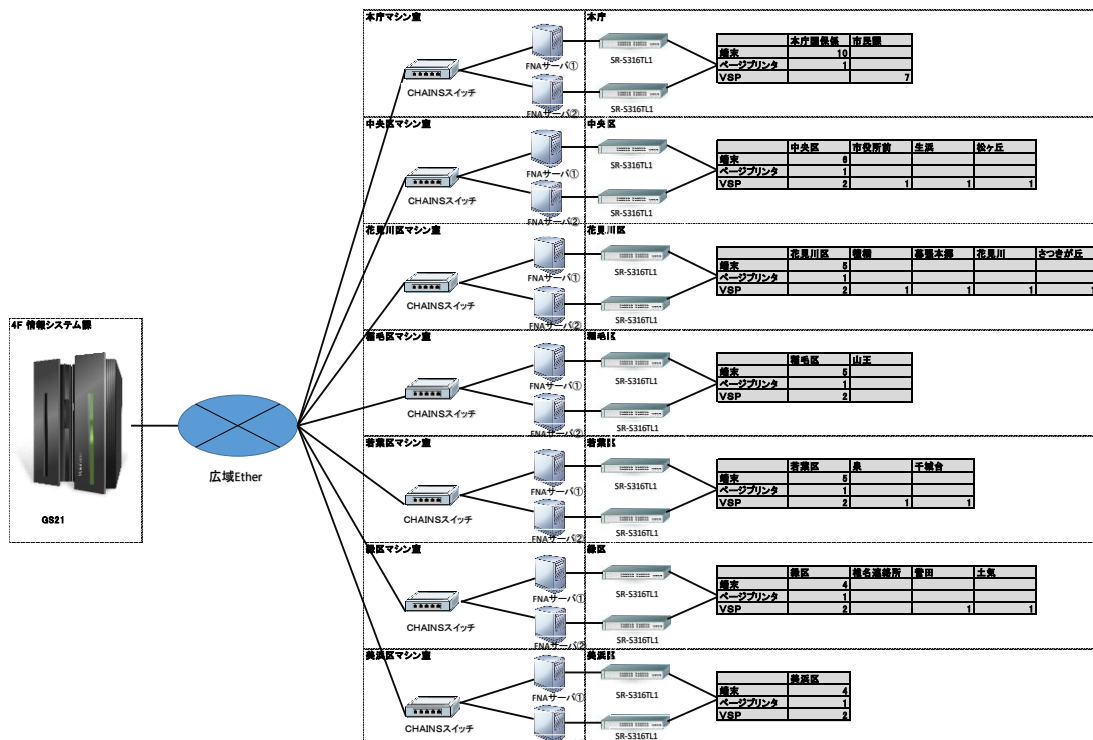 4F 情報システム課
GS21
広域Ether
本庁マシン室
CHAINSスイッチ
FNAサーバ①
FNAサーバ②
本庁
SR-S316TL1
SR-S316TL1
本庁国保係 市民課
端末 10
ページプリンタ 1
VSP 7
中央区マシン室
CHAINSスイッチ
FNAサーバ①
FNAサーバ②
中央区
SR-S316TL1
SR-S316TL1
中央区 市役所前 生浜 松ヶ丘
端末 6
ページプリンタ 1
VSP 2 1 1 1
花見川区マシン室
CHAINSスイッチ
FNAサーバ①
FNAサーバ②
花見川区
SR-S316TL1
SR-S316TL1
花見川区 幕張本郷 花見川 さつきが丘
端末 5
ページプリンタ 1
VSP 2 1 1 1 1
稲毛区マシン室
CHAINSスイッチ
FNAサーバ①
FNAサーバ②
稲毛区
SR-S316TL1
SR-S316TL1
稲毛区 山王
端末 5
ページプリンタ 1
VSP 2
若葉区マシン室
CHAINSスイッチ
FNAサーバ①
FNAサーバ②
若葉区
SR-S316TL1
SR-S316TL1
若葉区 泉 千城台
端末 5
ページプリンタ 1
VSP 2 1 1
緑区マシン室
CHAINSスイッチ
FNAサーバ①
FNAサーバ②
緑区
SR-S316TL1
SR-S316TL1
緑区 椎名連絡所 誉田 土気
端末 4
ページプリンタ 1
VSP 2 1 1
美浜区マシン室
CHAINSスイッチ
FNAサーバ①
美浜区
SR-S316TL1
SR-S316TL1
美浜区
端末 4
ページプリンタ 1
VSP 2